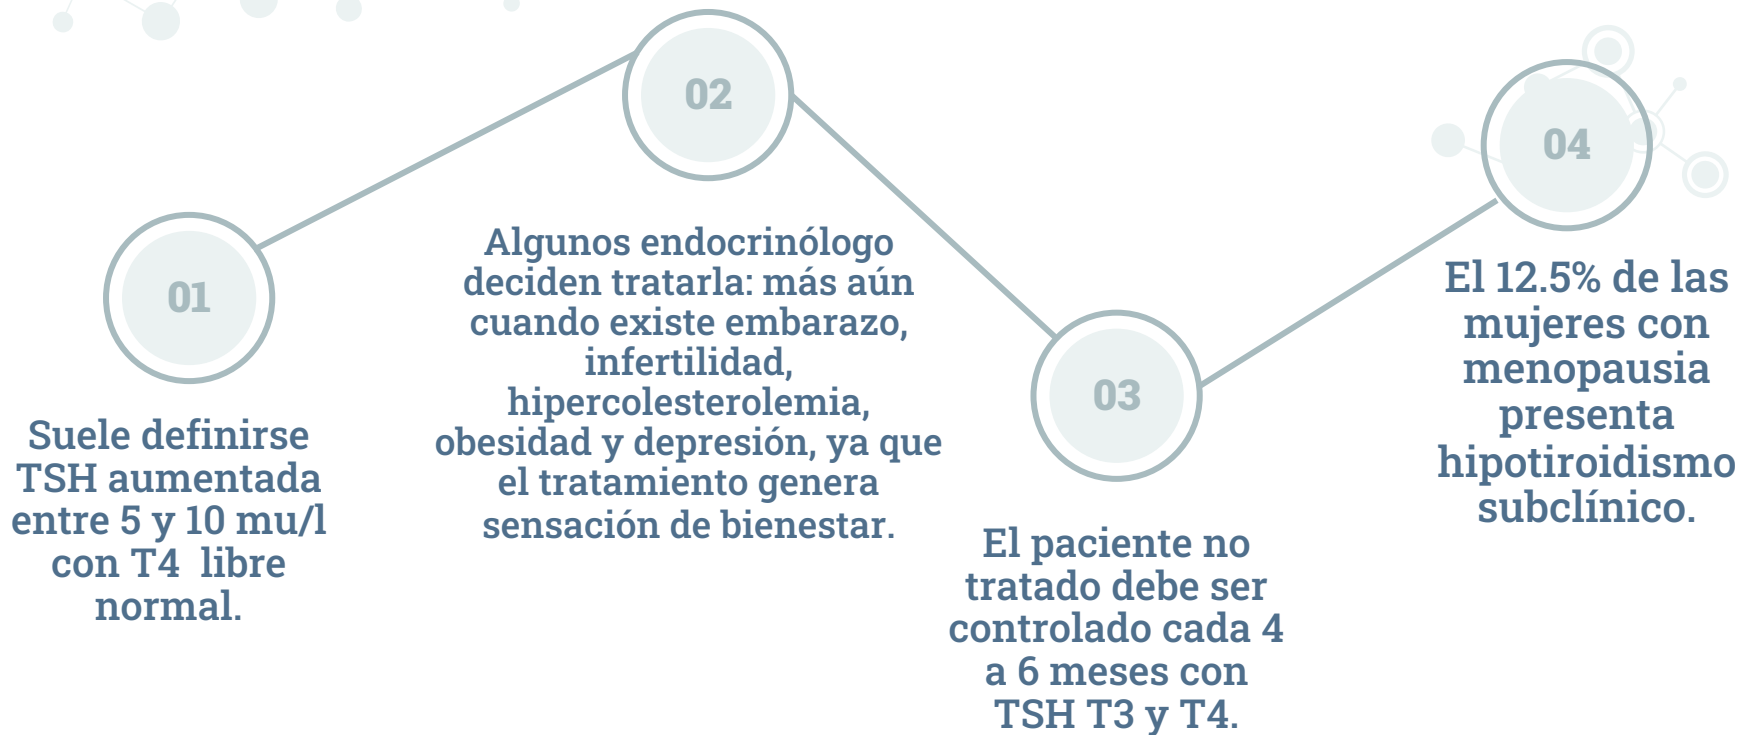 01
Suele definirse
TSH aumentada
entre 5 y 10 mu/l
con T4 libre
normal.
02
Algunos endocrinólogo
deciden tratarla: más aún
cuando existe embarazo,
infertilidad,
hipercolesterolemia,
obesidad y depresión, ya que
el tratamiento genera
sensación de bienestar.
03
El paciente no
tratado debe ser
controlado cada 4
a 6 meses con
TSH T3 y T4.
04
El 12.5% de las
mujeres con
menopausia
presenta
hipotiroidismo
subclínico.